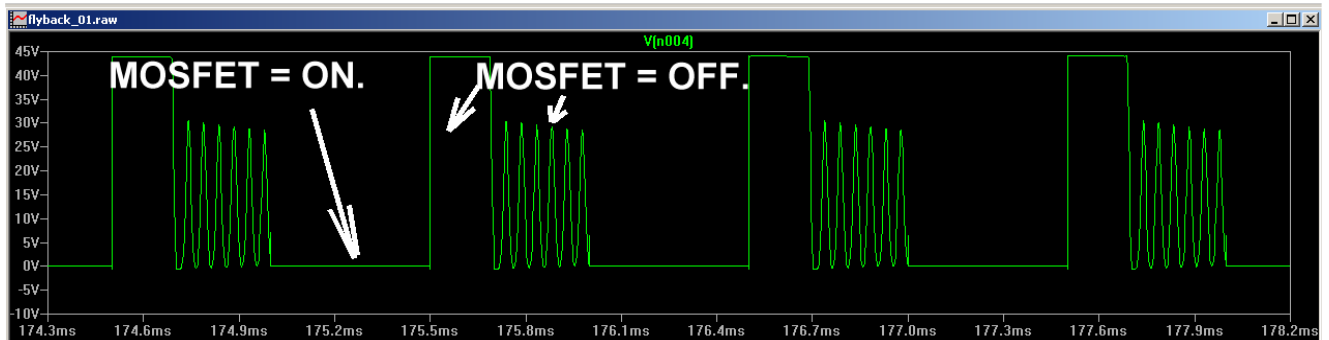 flyback_01.raw
V(n004)
45V
40V
35V
30V
25V
20V
15V
10V
5V
0V
-5V
-10V
MOSFET = ON.
MOSFET = OFF.
174.3ms 174.6ms 174.9ms 175.2ms 175.5ms 175.8ms 176.1ms 176.4ms 176.7ms 177.0ms 177.3ms 177.6ms 177.9ms 178.2ms